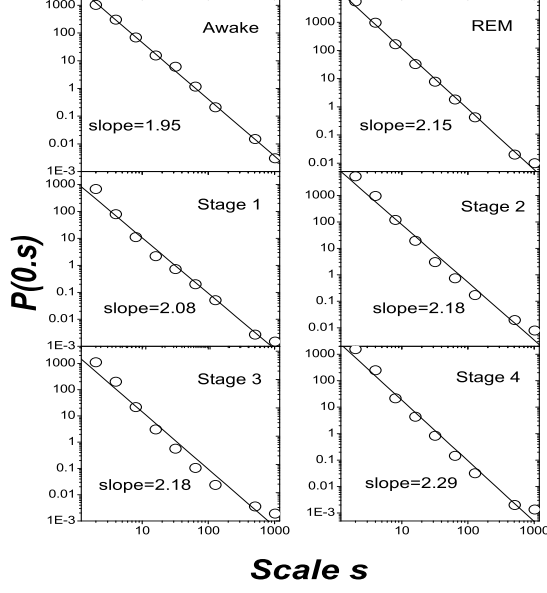 1000
100
10
1
0.1
0.01
1E-3
Awake
slope=1.95
1000
100
10
1
0.1
0.01
REM
slope=2.15
1000
100
10
1
0.1
0.01
1E-3
Stage 1
slope=2.08
1000
100
10
1
0.1
0.01
Stage 2
slope=2.18
1000
100
10
1
0.1
0.01
1E-3
Stage 3
slope=2.18
10
100
1000
1000
100
10
1
0.1
0.01
1E-3
Stage 4
slope=2.29
10
100
1000
P(0.s)
Scale s